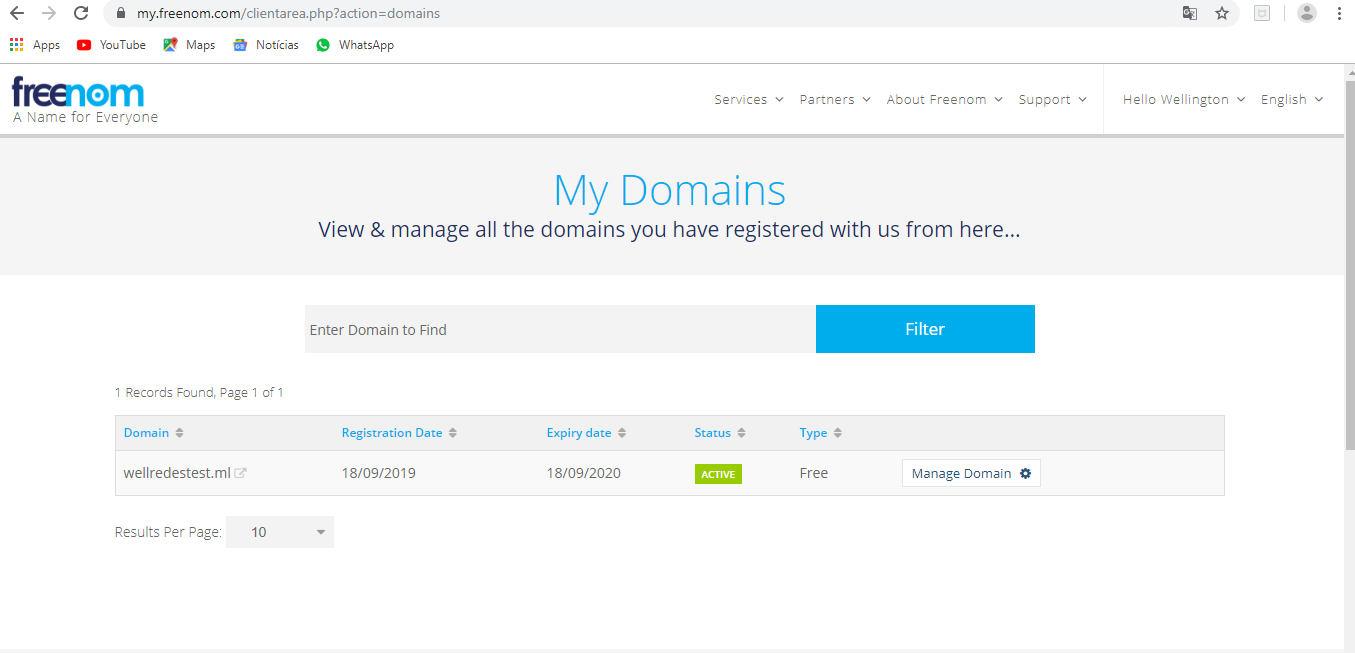 my.freenom.com/clientarea.php?action=domains
Apps YouTube Maps Notícias WhatsApp
freenom
A Name for Everyone
Services Partners About Freenom Support Hello Wellington English
My Domains
View & manage all the domains you have registered with us from here...
Enter Domain to Find Filter
1 Records Found, Page 1 of 1
Domain Registration Date Expiry date Status Type
wellredestest.ml 18/09/2019 18/09/2020 ACTIVE Free Manage Domain
Results Per Page: 10